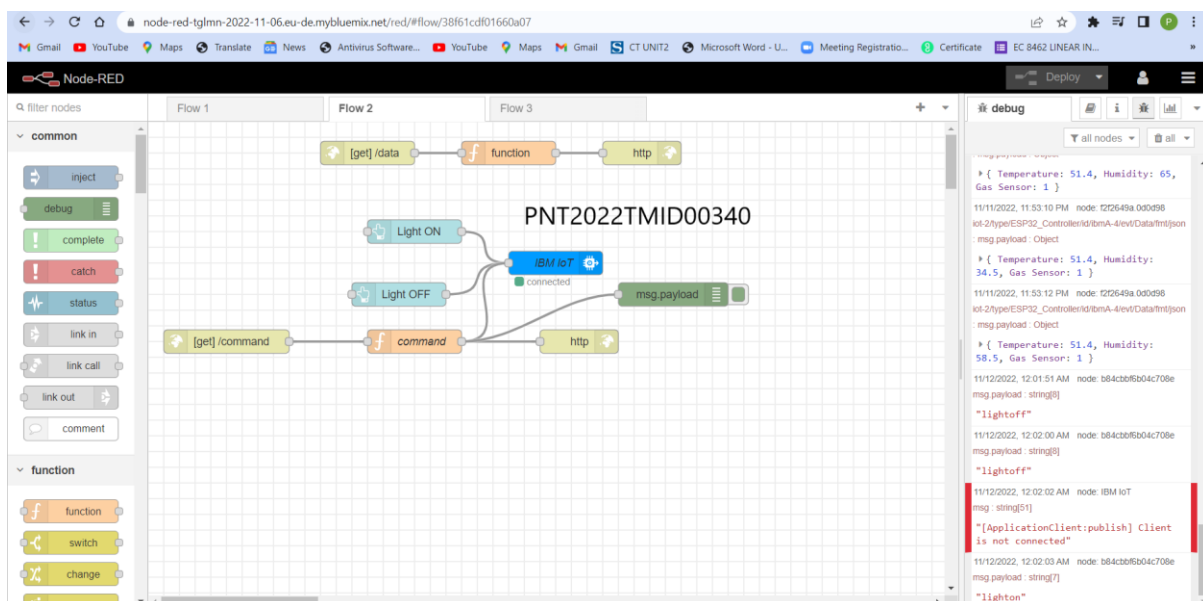 node-red-tglmn-2022-11-06.eu-de.mybluemix.net/red/#flow/38f61cdf01660a07
P
Gmail YouTube Maps Translate News Antivirus Software... YouTube Maps Gmail CT UNIT2 Microsoft Word - U... Meeting Registratio... Certificate EC 8462 LINEAR IN... »
Node-RED Deploy
filter nodes Flow 1 Flow 2 Flow 3 debug
all nodes all
common
inject
debug
complete
catch
status
link in
link call
link out
comment
function
function
switch
change
[get] /data function http
PNT2022TMID00340
Light ON
IBM IoT
connected
Light OFF
msg.payload
[get] /command command http
{ Temperature: 51.4, Humidity: 65,
Gas Sensor: 1 }
11/11/2022, 11:53:10 PM node: f2f2649a.0d0d98
iot-2/type/ESP32_Controller/id/ibmA-4/evt/Data/fmt/json
: msg.payload : Object
{ Temperature: 51.4, Humidity:
34.5, Gas Sensor: 1 }
11/11/2022, 11:53:12 PM node: f2f2649a.0d0d98
iot-2/type/ESP32_Controller/id/ibmA-4/evt/Data/fmt/json
: msg.payload : Object
{ Temperature: 51.4, Humidity:
58.5, Gas Sensor: 1 }
11/12/2022, 12:01:51 AM node: b84cbbf6b04c708e
msg.payload : string[8]
"lightoff"
11/12/2022, 12:02:00 AM node: b84cbbf6b04c708e
msg.payload : string[8]
"lightoff"
11/12/2022, 12:02:02 AM node: IBM IoT
msg : string[51]
"[ApplicationClient:publish] Client
is not connected"
11/12/2022, 12:02:03 AM node: b84cbbf6b04c708e
msg.payload : string[7]
"lighton"